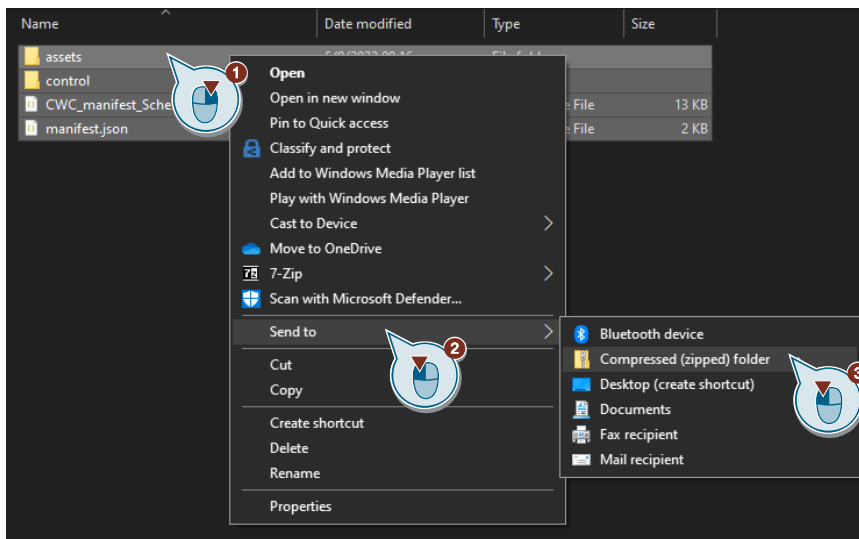 Name Date modified Type Size
assets
control
CWC_manifest_Sche e File 13 KB
manifest.json e File 2 KB
1
Open
Open in new window
Pin to Quick access
Classify and protect
Add to Windows Media Player list
Play with Windows Media Player
Cast to Device
Move to OneDrive
7z 7-Zip
Scan with Microsoft Defender...
Send to
2
Cut
Copy
Create shortcut
Delete
Rename
Properties
Bluetooth device
Compressed (zipped) folder
3
Desktop (create shortcut)
Documents
Fax recipient
Mail recipient